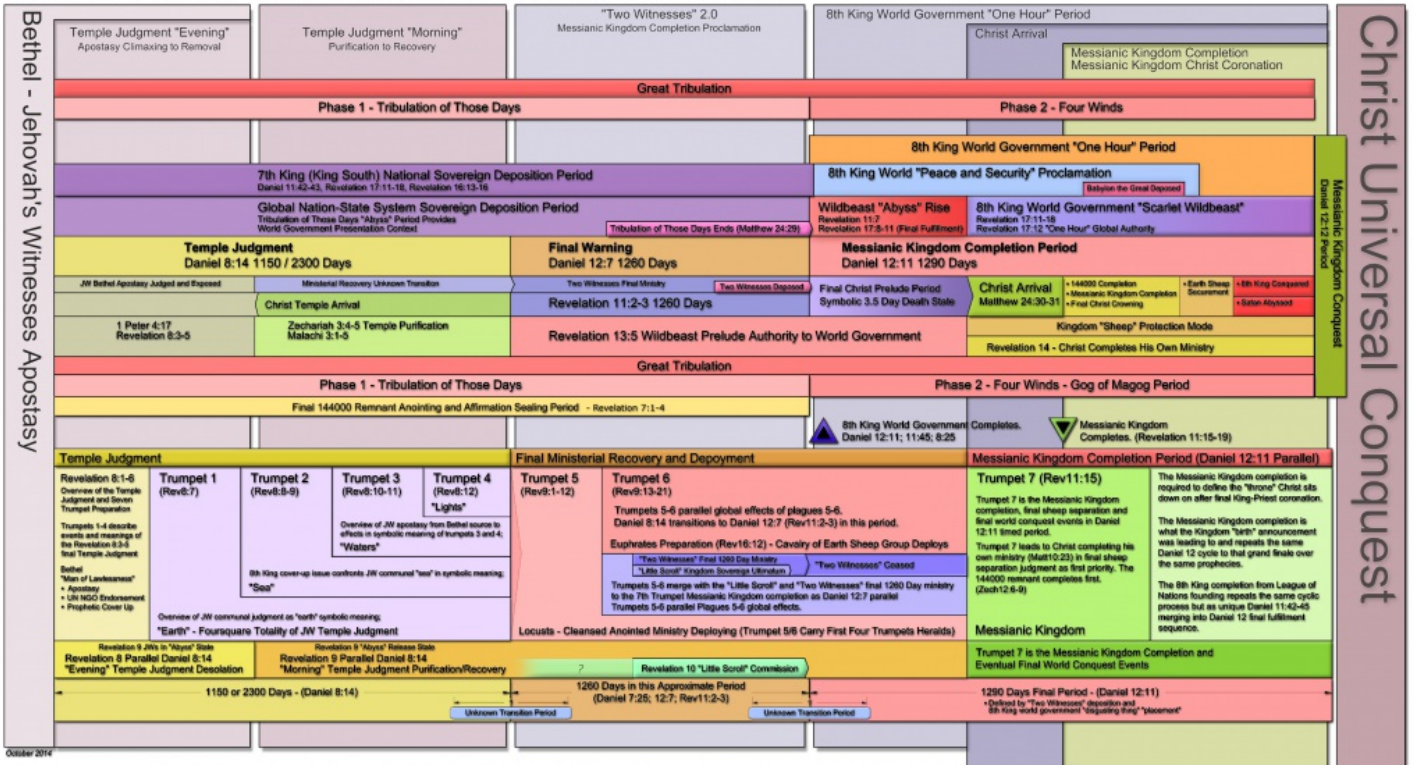 Bethel - Jehovah's Witnesses Apostasy
Temple Judgment "Evening"
Apostasy Climaxing to Removal
Temple Judgment "Morning"
Purification to Recovery
"Two Witnesses" 2.0
Messianic Kingdom Completion Proclamation
8th King World Government "One Hour" Period
Christ Arrival
Messianic Kingdom Completion
Messianic Kingdom Christ Coronation
Christ Universal Conquest
Great Tribulation
Phase 1 - Tribulation of Those Days
Phase 2 - Four Winds
8th King World Government "One Hour" Period
7th King (King South) National Sovereign Deposition Period
Daniel 11:42-43, Revelation 17:11-18, Revelation 16:13-16
8th King World "Peace and Security" Proclamation
Babylon the Great Deposed
Global Nation-State System Sovereign Deposition Period
Tribulation of Those Days "Abyss" Period Provides
World Government Presentation Context
Tribulation of Those Days Ends (Matthew 24:29)
Wildbeast "Abyss" Rise
Revelation 11:7
Revelation 17:8-11 (Final Fulfillment)
8th King World Government "Scarlet Wildbeast"
Revelation 17:11-18
Revelation 17:12 "One Hour" Global Authority
Messianic Kingdom Conquest
Daniel 12:12 Period
Temple Judgment
Daniel 8:14 1150 / 2300 Days
Final Warning
Daniel 12:7 1260 Days
Messianic Kingdom Completion Period
Daniel 12:11 1290 Days
JW Bethel Apostasy Judged and Exposed
Ministerial Recovery Unknown Transition
Two Witnesses Final Ministry
Two Witnesses Deposed
Final Christ Prelude Period
Symbolic 3.5 Day Death State
Christ Arrival
Matthew 24:30-31
• 144000 Completion
• Messianic Kingdom Completion
• Final Christ Crowning
• Earth Sheep
Securement
• 8th King Conquered
• Satan Abyssed
Christ Temple Arrival
Revelation 11:2-3 1260 Days
1 Peter 4:17
Revelation 8:3-5
Zechariah 3:4-5 Temple Purification
Malachi 3:1-5
Revelation 13:5 Wildbeast Prelude Authority to World Government
Kingdom "Sheep" Protection Mode
Revelation 14 - Christ Completes His Own Ministry
Great Tribulation
Phase 1 - Tribulation of Those Days
Phase 2 - Four Winds - Gog of Magog Period
Final 144000 Remnant Anointing and Affirmation Sealing Period - Revelation 7:1-4
8th King World Government Completes.
Daniel 12:11; 11:45; 8:25
Messianic Kingdom
Completes. (Revelation 11:15-19)
Temple Judgment
Final Ministerial Recovery and Depoyment
Messianic Kingdom Completion Period (Daniel 12:11 Parallel)
Revelation 8:1-6
Overview of the Temple
Judgment and Seven
Trumpet Preparation
Trumpets 1-4 describe
events and meanings of
the Revelation 8:3-5
final Temple Judgment
Bethel
"Man of Lawlessness"
• Apostasy
• UN NGO Endorsement
• Prophetic Cover Up
Trumpet 1
(Rev8:7)
Trumpet 2
(Rev8:8-9)
Trumpet 3
(Rev8:10-11)
Trumpet 4
(Rev8:12)
"Lights"
Overview of JW apostasy from Bethel source to
effects in symbolic meaning of trumpets 3 and 4;
"Waters"
8th King cover-up issue confronts JW communal "sea" in symbolic meaning;
"Sea"
Overview of JW communal judgment as "earth" symbolic meaning;
"Earth" - Foursquare Totality of JW Temple Judgment
Trumpet 5
(Rev9:1-12)
Trumpet 6
(Rev9:13-21)
Trumpets 5-6 parallel global effects of plagues 5-6.
Daniel 8:14 transitions to Daniel 12:7 (Rev11:2-3) in this period.
Euphrates Preparation (Rev16:12) - Cavalry of Earth Sheep Group Deploys
"Two Witnesses" Final 1260 Day Ministry
"Little Scroll" Kingdom Sovereign Ultimatum
"Two Witnesses" Ceased
Trumpets 5-6 merge with the "Little Scroll" and "Two Witnesses" final 1260 Day ministry
to the 7th Trumpet Messianic Kingdom completion as Daniel 12:7 parallel
Trumpets 5-6 parallel Plagues 5-6 global effects.
Locusts - Cleansed Anointed Ministry Deploying (Trumpet 5/6 Carry First Four Trumpets Heralds)
Trumpet 7 (Rev11:15)
Trumpet 7 is the Messianic Kingdom
completion, final sheep separation and
final world conquest events in Daniel
12:11 timed period.
Trumpet 7 leads to Christ completing his
own ministry (Matt10:23) in final sheep
separation judgment as first priority. The
144000 remnant completes first.
(Zech12:6-9)
Messianic Kingdom
The Messianic Kingdom completion is
required to define the "throne" Christ sits
down on after final King-Priest coronation.
The Messianic Kingdom completion is
what the Kingdom "birth" announcement
was leading to and repeats the same
Daniel 12 cycle to that grand finale over
the same prophecies.
The 8th King completion from League of
Nations founding repeats the same cyclic
process but as unique Daniel 11:42-45
merging into Daniel 12 final fulfillment
sequence.
Revelation 9 JWs in "Abyss" State
Revelation 8 Parallel Daniel 8:14
"Evening" Temple Judgment Desolation
Revelation 9 "Abyss" Release State
Revelation 9 Parallel Daniel 8:14
"Morning" Temple Judgment Purification/Recovery
?
Revelation 10 "Little Scroll" Commission
Trumpet 7 is the Messianic Kingdom Completion and
Eventual Final World Conquest Events
1150 or 2300 Days - (Daniel 8:14)
1260 Days in this Approximate Period
(Daniel 7:25; 12:7; Rev11:2-3)
1290 Days Final Period - (Daniel 12:11)
• Defined by "Two Witnesses" deposition and
8th King world government "disgusting thing" "placement"
Unknown Transition Period
Unknown Transition Period
October 2014